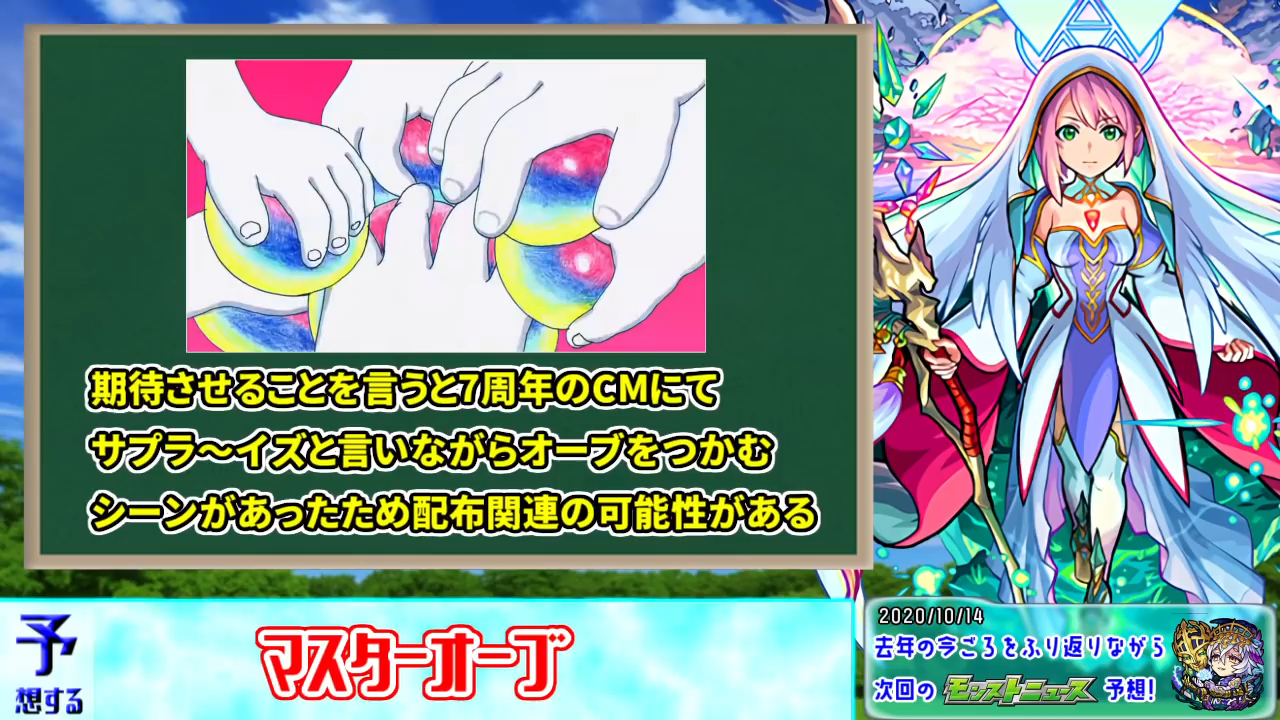 期待させることを言うと7周年のCMにて
サプラ～イズと言いながらオーブをつかむ
シーンがあったため配布関連の可能性がある
予
想する
マスターオーブ
2020/10/14
去年の今ごろをふり返りながら
次回の モンストニュース 予想!